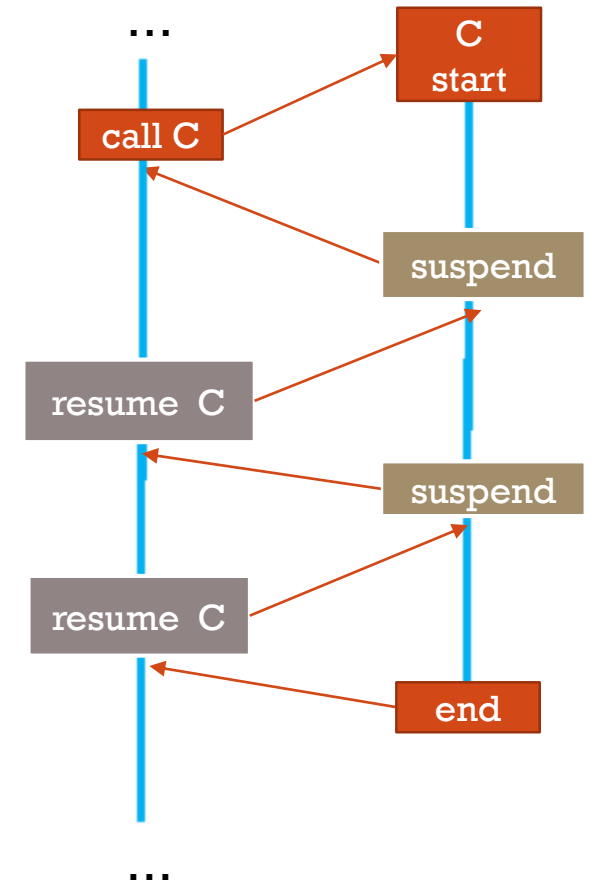 ...
C
start
call C
suspend
resume C
suspend
resume C
end
...